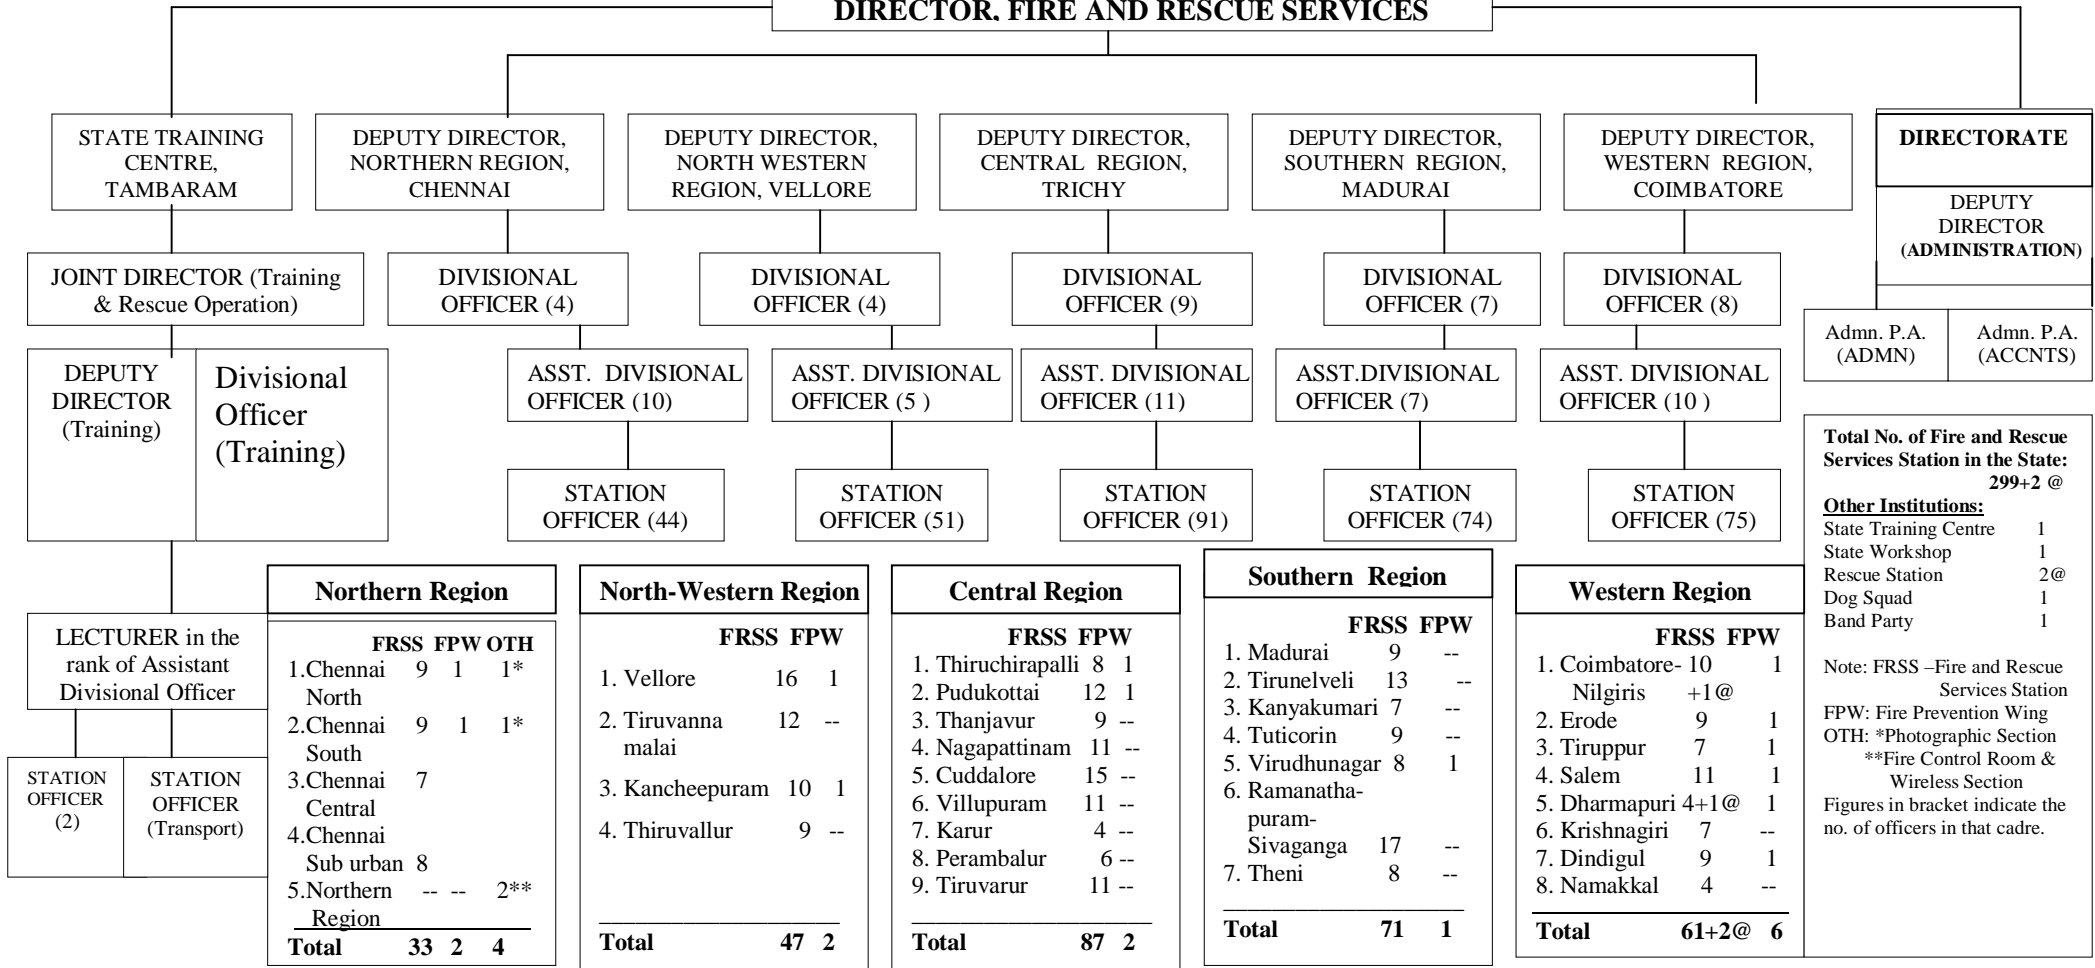 DIRECTOR, FIRE AND RESCUE SERVICES
STATE TRAINING
CENTRE,
TAMBARAM
DEPUTY DIRECTOR,
NORTHERN REGION,
CHENNAI
DEPUTY DIRECTOR,
NORTH WESTERN
REGION, VELLORE
DEPUTY DIRECTOR,
CENTRAL REGION,
TRICHY
DEPUTY DIRECTOR,
SOUTHERN REGION,
MADURAI
DEPUTY DIRECTOR,
WESTERN REGION,
COIMBATORE
DIRECTORATE
DEPUTY
DIRECTOR
(ADMINISTRATION)
JOINT DIRECTOR (Training
& Rescue Operation)
DIVISIONAL
OFFICER (4)
DIVISIONAL
OFFICER (4)
DIVISIONAL
OFFICER (9)
DIVISIONAL
OFFICER (7)
DIVISIONAL
OFFICER (8)
Admn. P.A.
(ADMN)
Admn. P.A.
(ACCNTS)
DEPUTY
DIRECTOR
(Training)
Divisional
Officer
(Training)
ASST. DIVISIONAL
OFFICER (10)
ASST. DIVISIONAL
OFFICER (5 )
ASST. DIVISIONAL
OFFICER (11)
ASST.DIVISIONAL
OFFICER (7)
ASST. DIVISIONAL
OFFICER (10 )
STATION
OFFICER (44)
STATION
OFFICER (51)
STATION
OFFICER (91)
STATION
OFFICER (74)
STATION
OFFICER (75)
LECTURER in the
rank of Assistant
Divisional Officer
STATION
OFFICER
(2)
STATION
OFFICER
(Transport)
Northern Region
FRSS FPW OTH
1.Chennai 9 1 1*
North
2.Chennai 9 1 1*
South
3.Chennai 7
Central
4.Chennai
Sub urban 8
5.Northern -- -- 2**
Region
Total 33 2 4
North-Western Region
FRSS FPW
1. Vellore 16 1
2. Tiruvanna 12 --
malai
3. Kancheepuram 10 1
4. Thiruvallur 9 --
Total 47 2
Central Region
FRSS FPW
1. Thiruchirapalli 8 1
2. Pudukottai 12 1
3. Thanjavur 9 --
4. Nagapattinam 11 --
5. Cuddalore 15 --
6. Villupuram 11 --
7. Karur 4 --
8. Perambalur 6 --
9. Tiruvarur 11 --
Total 87 2
Southern Region
FRSS FPW
1. Madurai 9 --
2. Tirunelveli 13 --
3. Kanyakumari 7 --
4. Tuticorin 9 --
5. Virudhunagar 8 1
6. Ramanatha-
puram-
Sivaganga 17 --
7. Theni 8 --
Total 71 1
Western Region
FRSS FPW
1. Coimbatore- 10 1
Nilgiris +1@
2. Erode 9 1
3. Tiruppur 7 1
4. Salem 11 1
5. Dharmapuri 4+1@ 1
6. Krishnagiri 7 --
7. Dindigul 9 1
8. Namakkal 4 --
Total 61+2@ 6
Total No. of Fire and Rescue
Services Station in the State:
299+2 @
Other Institutions:
State Training Centre 1
State Workshop 1
Rescue Station 2@
Dog Squad 1
Band Party 1
Note: FRSS –Fire and Rescue
Services Station
FPW: Fire Prevention Wing
OTH: *Photographic Section
**Fire Control Room &
Wireless Section
Figures in bracket indicate the
no. of officers in that cadre.